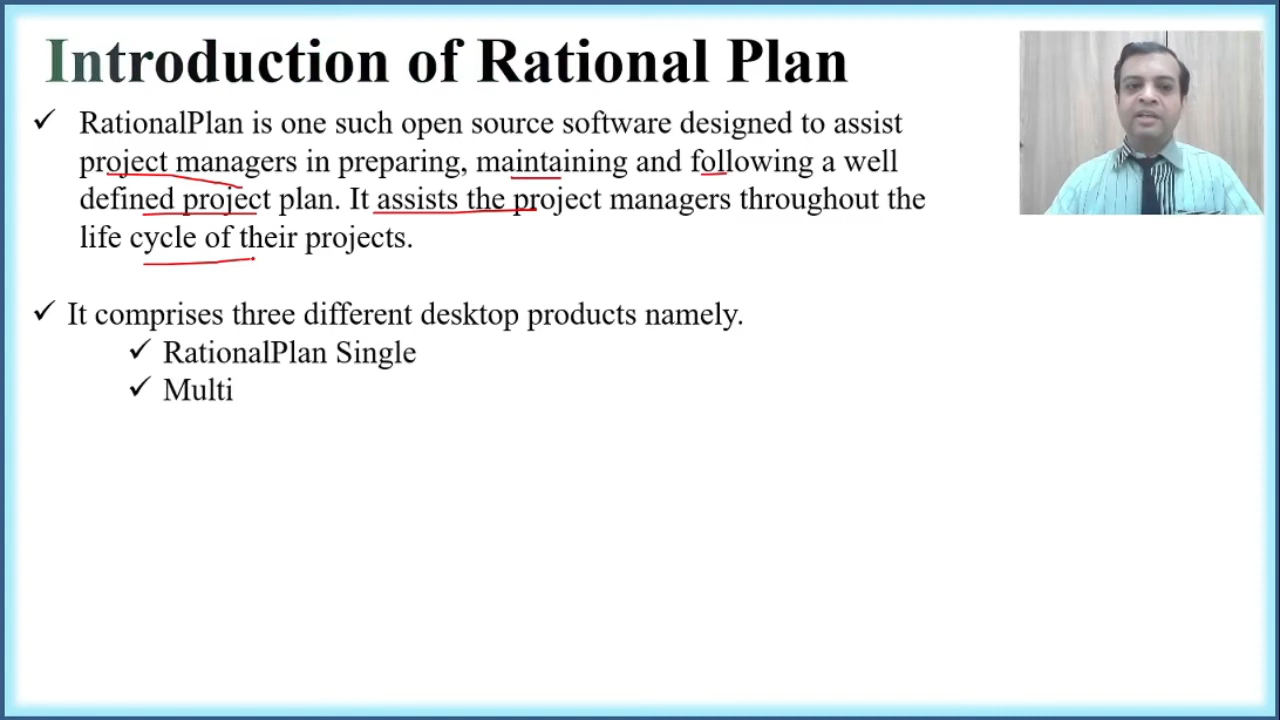 Introduction of Rational Plan
✓ RationalPlan is one such open source software designed to assist
project managers in preparing, maintaining and following a well
defined project plan. It assists the project managers throughout the
life cycle of their projects.
✓ It comprises three different desktop products namely.
✓ RationalPlan Single
✓ Multi